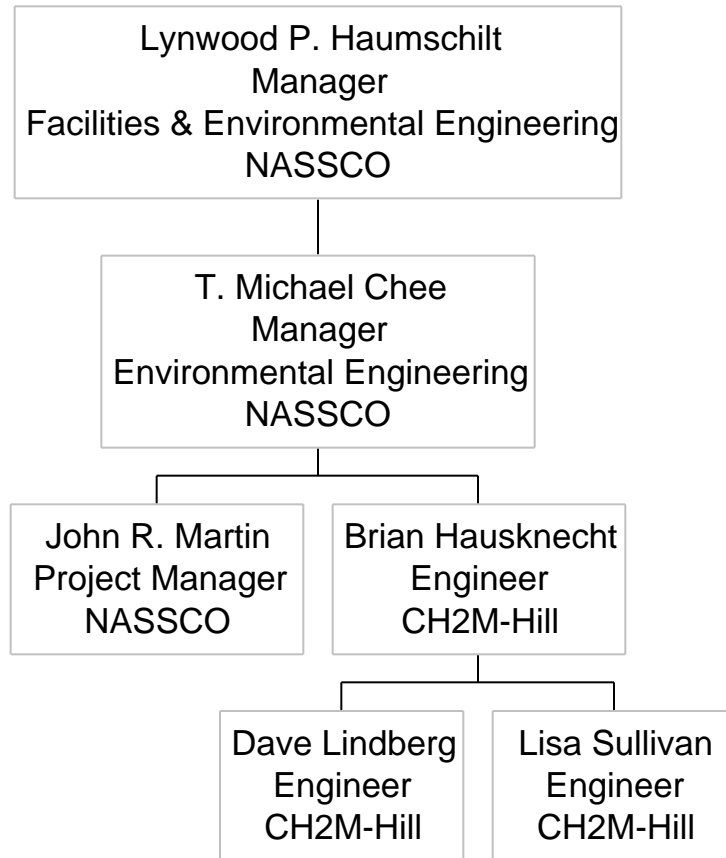 Lynwood P. Haumschilt
Manager
Facilities & Environmental Engineering
NASSCO
T. Michael Chee
Manager
Environmental Engineering
NASSCO
John R. Martin
Project Manager
NASSCO
Brian Hausknecht
Engineer
CH2M-Hill
Dave Lindberg
Engineer
CH2M-Hill
Lisa Sullivan
Engineer
CH2M-Hill